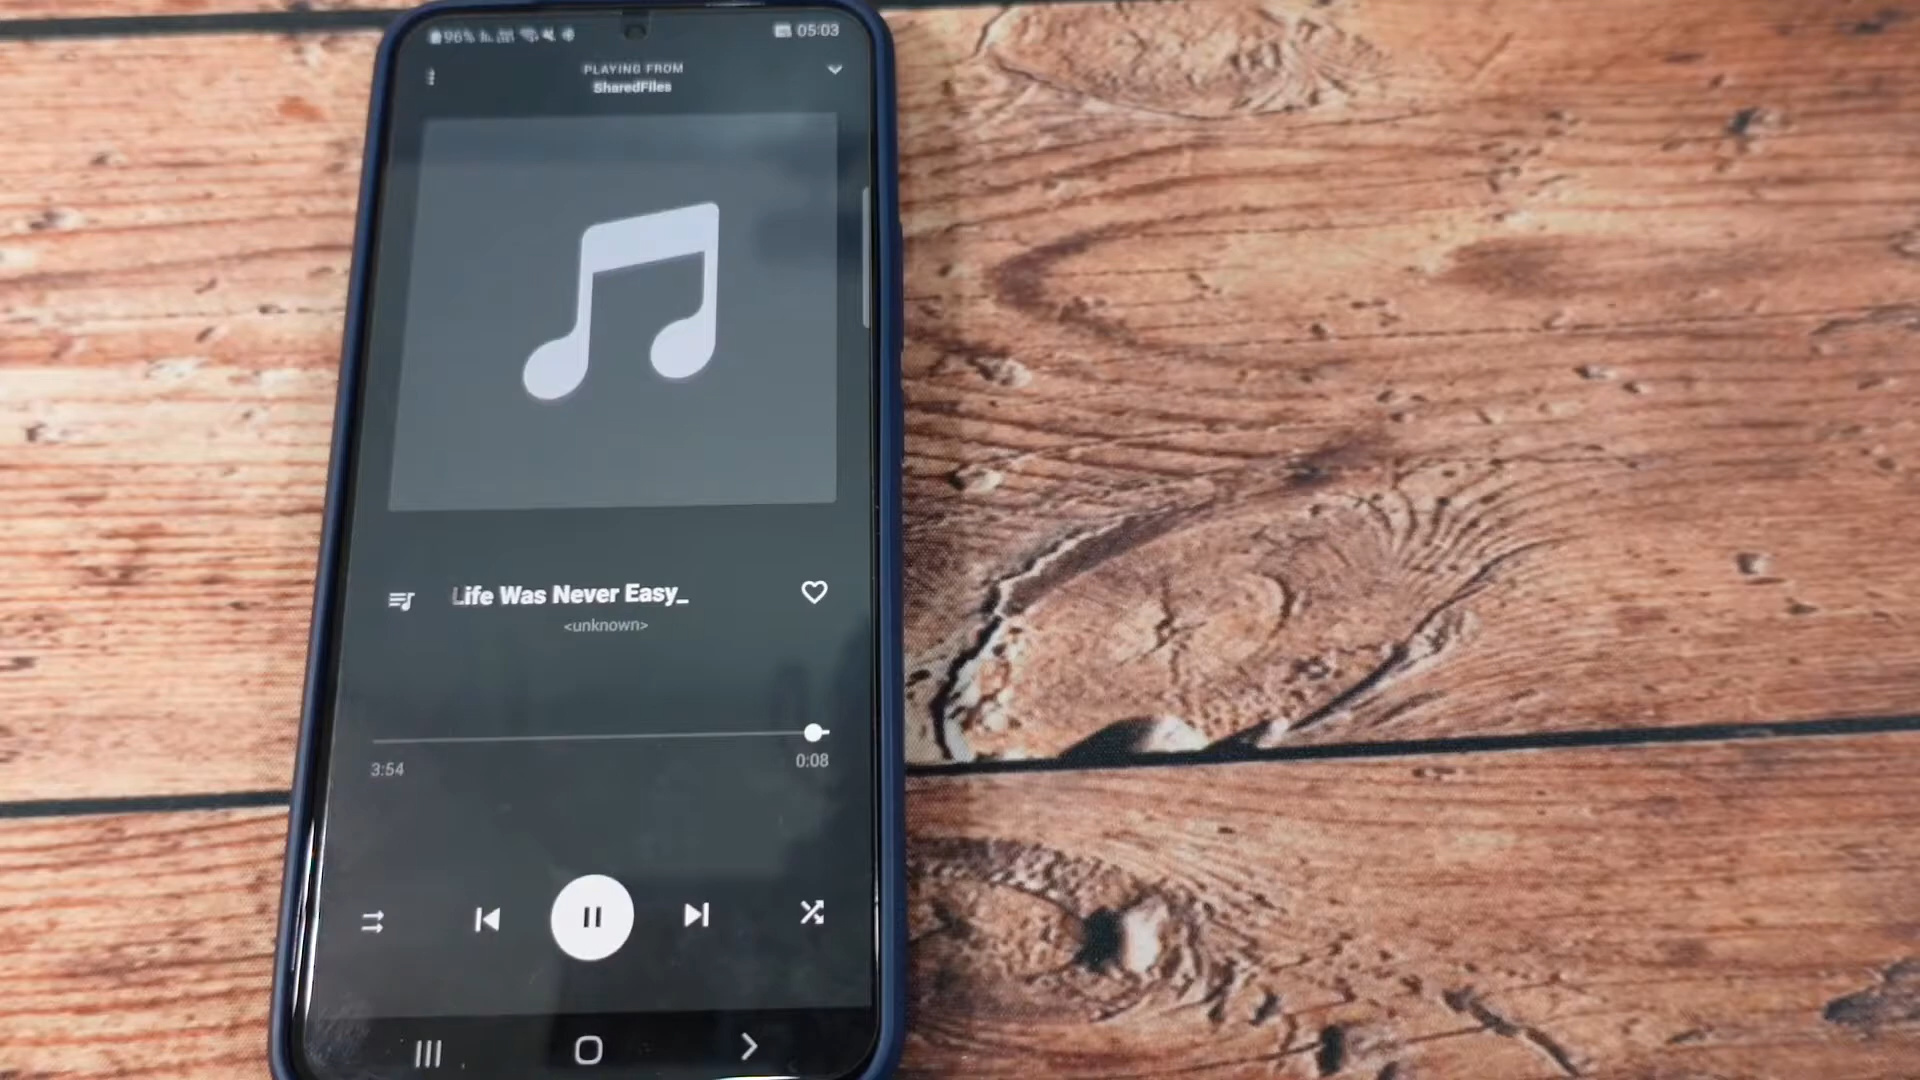 96% 05:03
PLAYING FROM
SharedFiles
Life Was Never Easy_
<unknown>
3:54 0:08